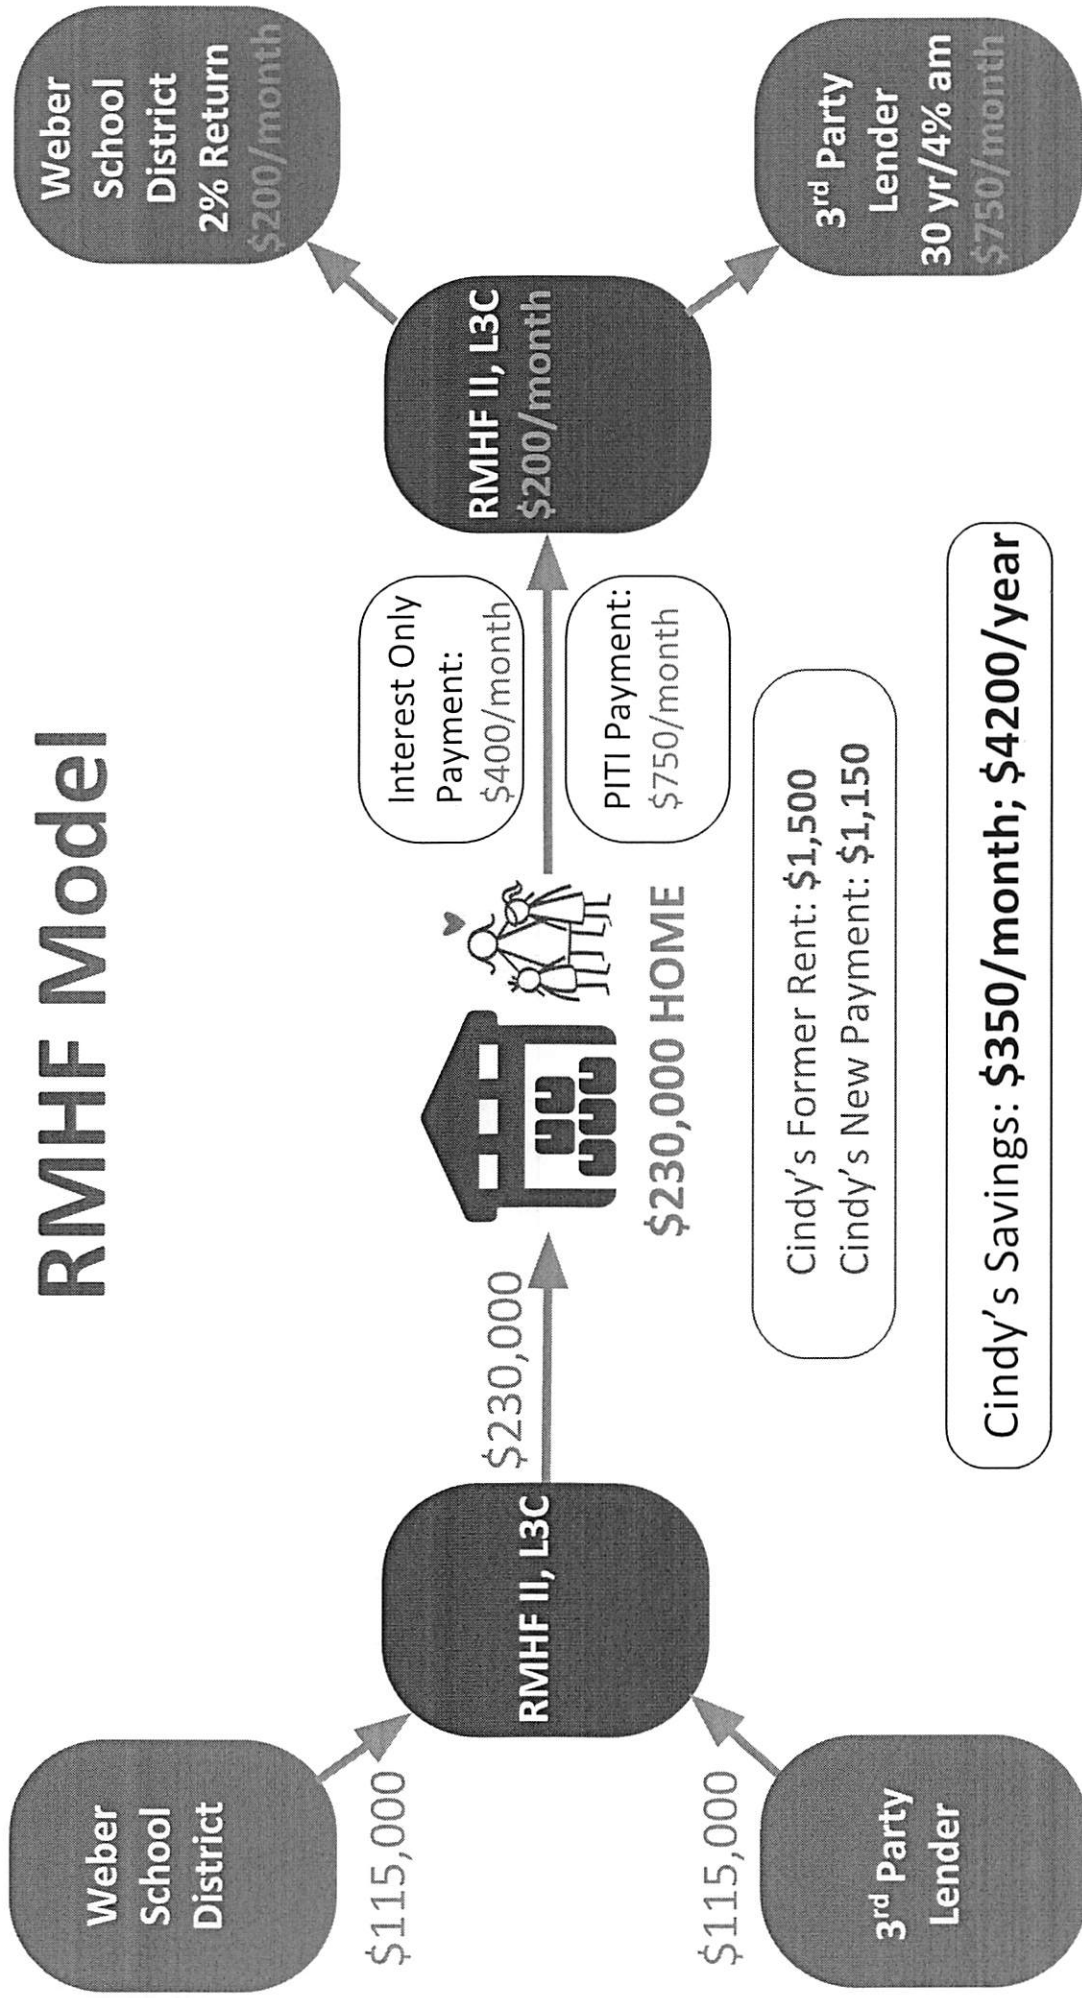 RMHF Model
Weber
School
District
$115,000
3rd Party
Lender
$115,000
RMHF II, L3C
$230,000
$230,000 HOME
Interest Only
Payment:
$400/month
PITI Payment:
$750/month
RMHF II, L3C
$200/month
Weber
School
District
2% Return
$200/month
3rd Party
Lender
30 yr/4% am
$750/month
Cindy's Former Rent: $1,500
Cindy's New Payment: $1,150
Cindy's Savings: $350/month; $4200/year